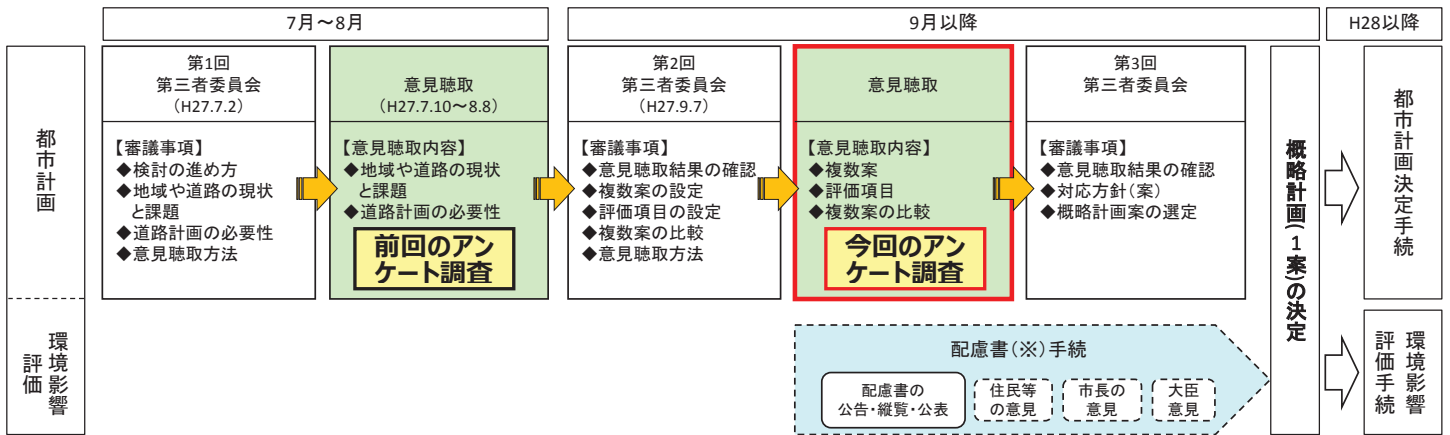 7月～8月
9月以降
H28以降
都市計画
第1回
第三者委員会
(H27.7.2)
【審議事項】
◆検討の進め方
◆地域や道路の現状
と課題
◆道路計画の必要性
◆意見聴取方法
意見聴取
(H27.7.10～8.8)
【意見聴取内容】
◆地域や道路の現状
と課題
◆道路計画の必要性
前回のアン
ケート調査
第2回
第三者委員会
(H27.9.7)
【審議事項】
◆意見聴取結果の確認
◆複数案の設定
◆評価項目の設定
◆複数案の比較
◆意見聴取方法
意見聴取
【意見聴取内容】
◆複数案
◆評価項目
◆複数案の比較
今回のアン
ケート調査
第3回
第三者委員会
【審議事項】
◆意見聴取結果の確認
◆対応方針(案)
◆概略計画案の選定
概略計画(1案)の決定
都市計画決定手続
環境影響
評価
配慮書(※)手続
配慮書の
公告・縦覧・公表
住民等
の意見
市長の
意見
大臣
意見
環境影響
評価手続